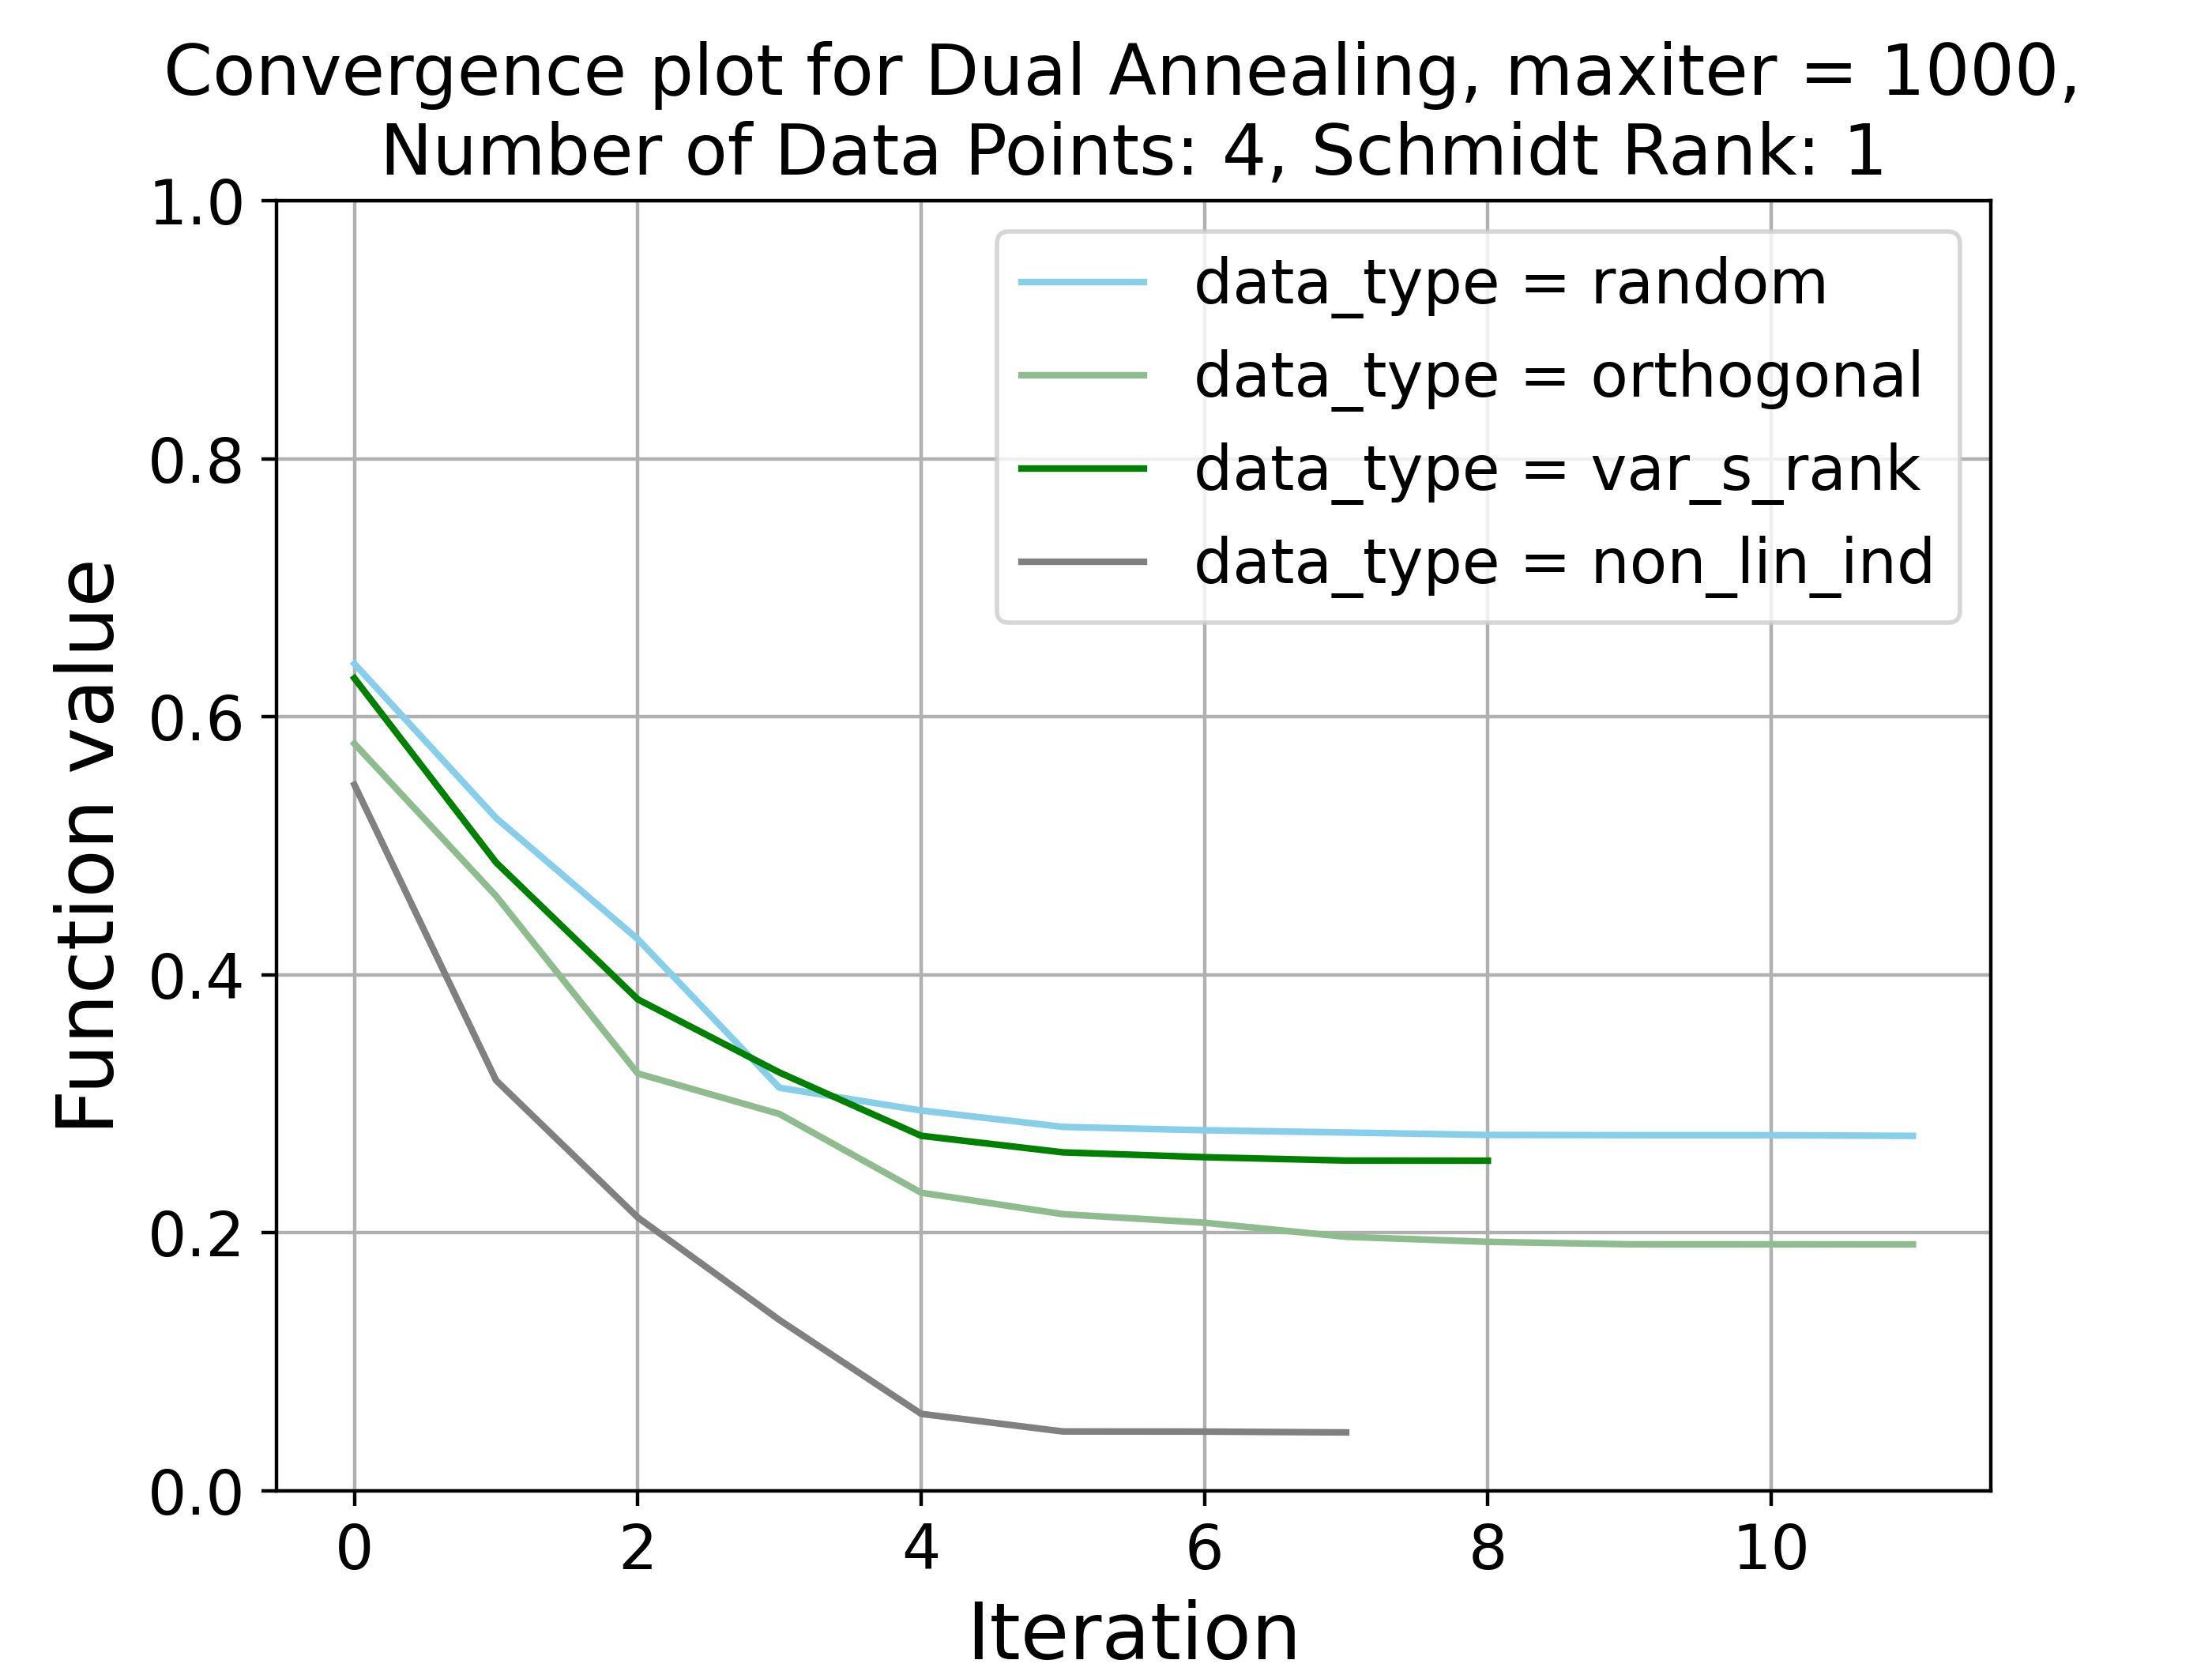 Convergence plot for Dual Annealing, maxiter = 1000,
Number of Data Points: 4, Schmidt Rank: 1
1.0
0.8
0.6
0.4
0.2
0.0
Function value
data_type = random
data_type = orthogonal
data_type = var_s_rank
data_type = non_lin_ind
0 2 4 6 8 10
Iteration